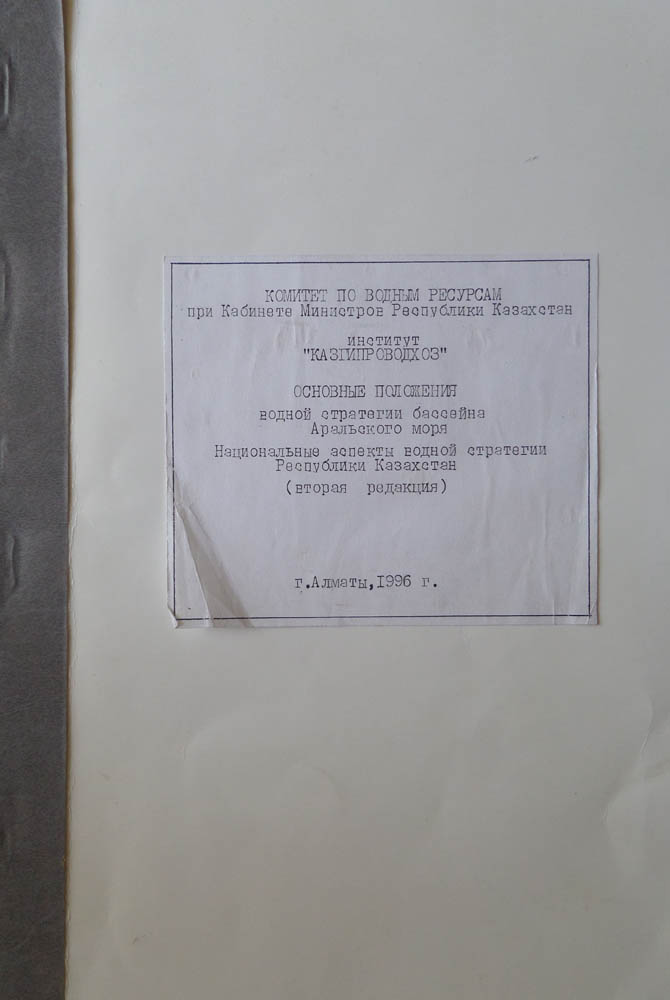 КОМИТЕТ ПО ВОДНЫМ РЕСУРСАМ
при Кабинете Министров Республики Казахстан
институт
"КАЗГИПРОВОДХОЗ"
ОСНОВНЫЕ ПОЛОЖЕНИЯ
водной стратегии бассейна
Аральского моря
Национальные аспекты водной стратегии
Республики Казахстан
(вторая редакция)
г.Алматы,1996 г.